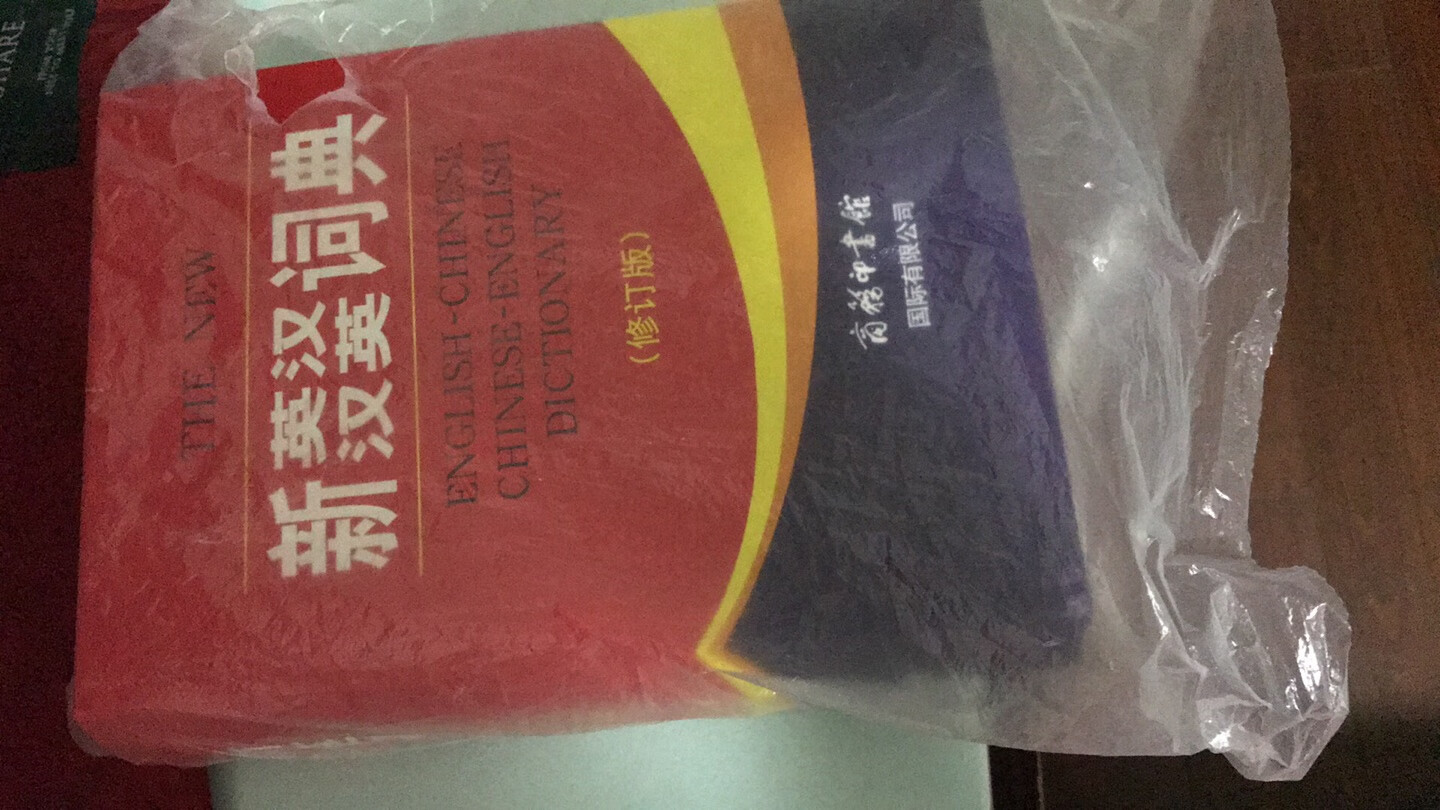 THE NEW
新英汉汉英词典
ENGLISH-CHINESE
CHINESE-ENGLISH
DICTIONARY
(修订版)
商务印书馆
国际有限公司